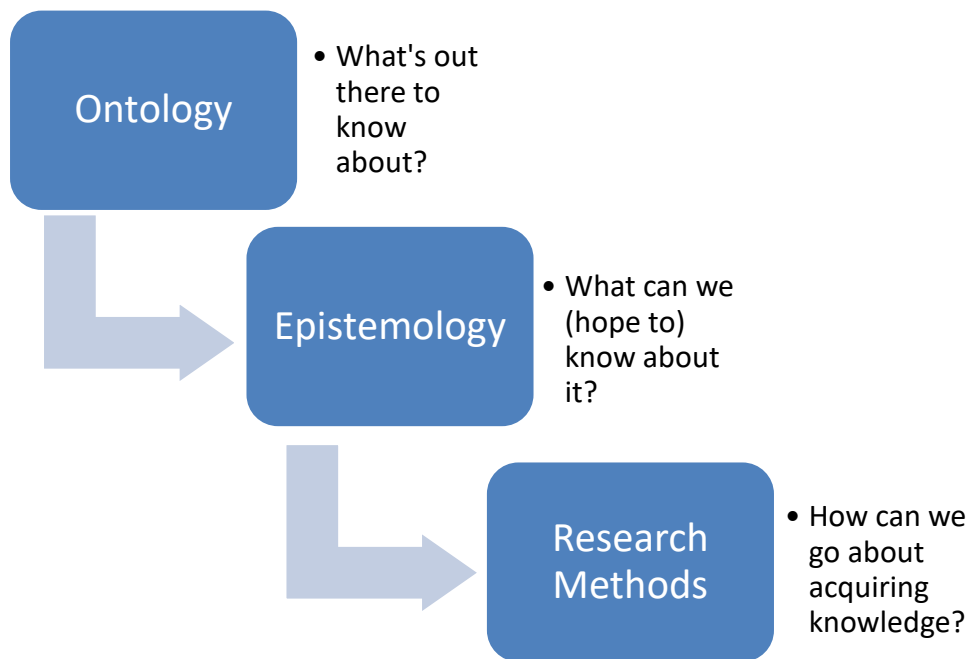 Ontology
• What's out
there to
know
about?
Epistemology
• What can we
(hope to)
know about
it?
Research
Methods
• How can we
go about
acquiring
knowledge?